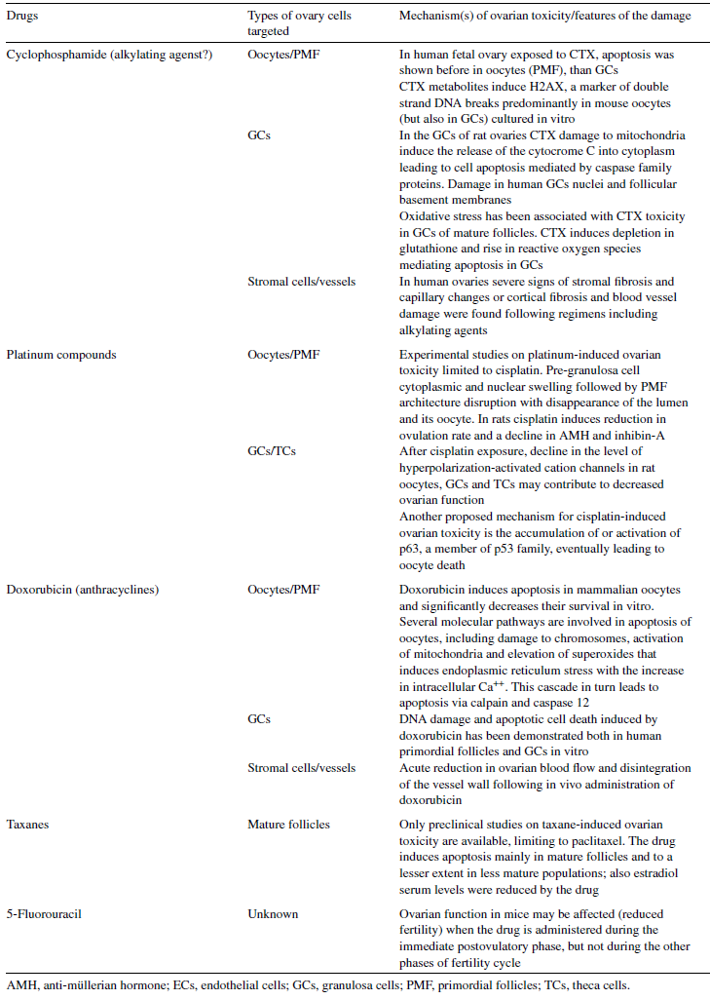 Drugs
Types of ovary cells targeted
Mechanism(s) of ovarian toxicity/features of the damage
Cyclophosphamide (alkylating agenst?)
Oocytes/PMF
In human fetal ovary exposed to CTX, apoptosis was
shown before in oocytes (PMF), than GCs
CTX metabolites induce H2AX, a marker of double
strand DNA breaks predominantly in mouse oocytes
(but also in GCs) cultured in vitro
GCs
In the GCs of rat ovaries CTX damage to mitochondria
induce the release of the cytocrome C into cytoplasm
leading to cell apoptosis mediated by caspase family
proteins. Damage in human GCs nuclei and follicular
basement membranes
Oxidative stress has been associated with CTX toxicity
in GCs of mature follicles. CTX induces depletion in
glutathione and rise in reactive oxygen species
mediating apoptosis in GCs
Stromal cells/vessels
In human ovaries severe signs of stromal fibrosis and
capillary changes or cortical fibrosis and blood vessel
damage were found following regimens including
alkylating agents
Platinum compounds
Oocytes/PMF
Experimental studies on platinum-induced ovarian
toxicity limited to cisplatin. Pre-granulosa cell
cytoplasmic and nuclear swelling followed by PMF
architecture disruption with disappearance of the lumen
and its oocyte. In rats cisplatin induces reduction in
ovulation rate and a decline in AMH and inhibin-A
GCs/TCs
After cisplatin exposure, decline in the level of
hyperpolarization-activated cation channels in rat
oocytes, GCs and TCs may contribute to decreased
ovarian function
Another proposed mechanism for cisplatin-induced
ovarian toxicity is the accumulation of or activation of
p63, a member of p53 family, eventually leading to
oocyte death
Doxorubicin (anthracyclines)
Oocytes/PMF
Doxorubicin induces apoptosis in mammalian oocytes
and significantly decreases their survival in vitro.
Several molecular pathways are involved in apoptosis of
oocytes, including damage to chromosomes, activation
of mitochondria and elevation of superoxides that
induces endoplasmic reticulum stress with the increase
in intracellular Ca++. This cascade in turn leads to
apoptosis via calpain and caspase 12
GCs
DNA damage and apoptotic cell death induced by
doxorubicin has been demonstrated both in human
primordial follicles and GCs in vitro
Stromal cells/vessels
Acute reduction in ovarian blood flow and disintegration
of the vessel wall following in vivo administration of
doxorubicin
Taxanes
Mature follicles
Only preclinical studies on taxane-induced ovarian
toxicity are available, limiting to paclitaxel. The drug
induces apoptosis mainly in mature follicles and to a
lesser extent in less mature populations; also estradiol
serum levels were reduced by the drug
5-Fluorouracil
Unknown
Ovarian function in mice may be affected (reduced
fertility) when the drug is administered during the
immediate postovulatory phase, but not during the other
phases of fertility cycle
AMH, anti-müllerian hormone; ECs, endothelial cells; GCs, granulosa cells; PMF, primordial follicles; TCs, theca cells.